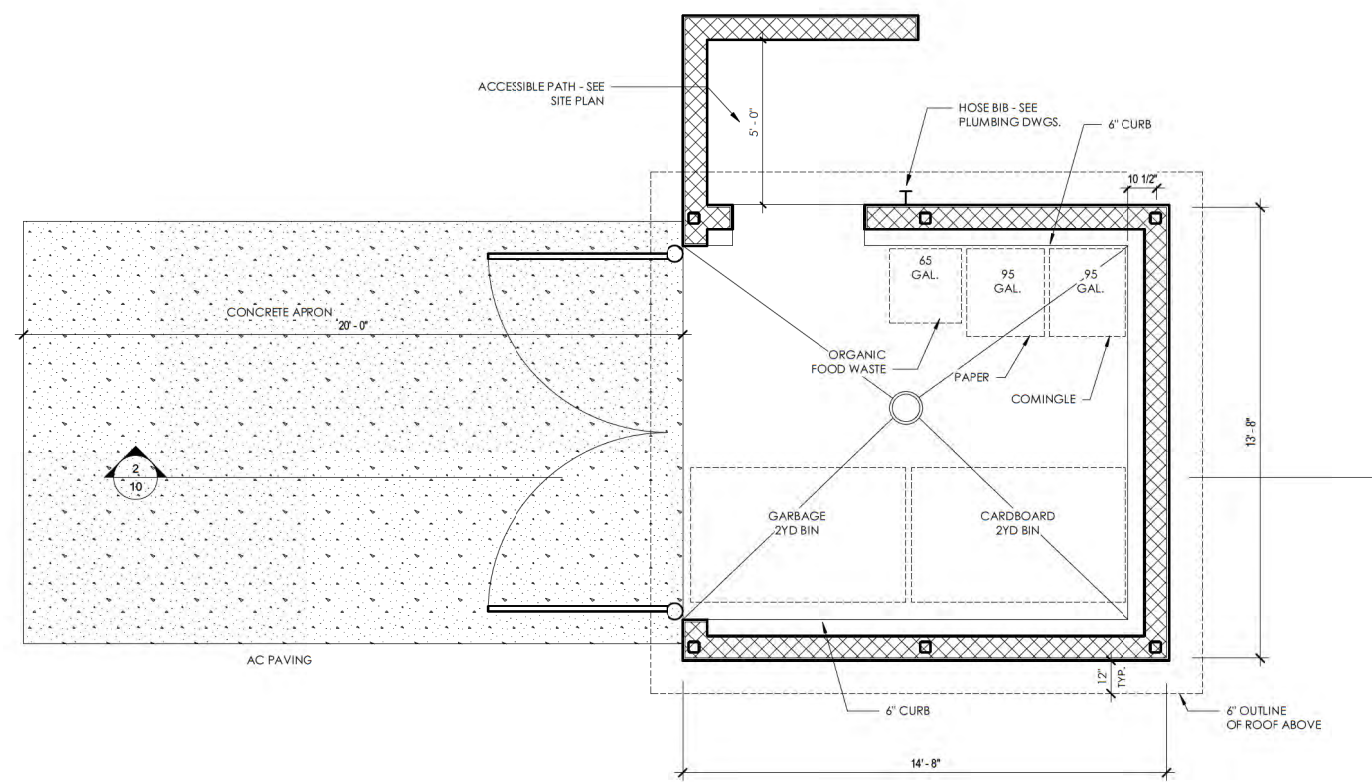 ACCESSIBLE PATH - SEE
SITE PLAN
5' - 0"
HOSE BIB - SEE
PLUMBING DWGS.
6" CURB
10 1/2"
65
GAL.
95
GAL.
95
GAL.
CONCRETE APRON
20' - 0"
ORGANIC
FOOD WASTE
PAPER
COMINGLE
13' - 8"
2
10
GARBAGE
2YD BIN
CARDBOARD
2YD BIN
AC PAVING
12"
TYP.
6" CURB
6" OUTLINE
OF ROOF ABOVE
14' - 8"